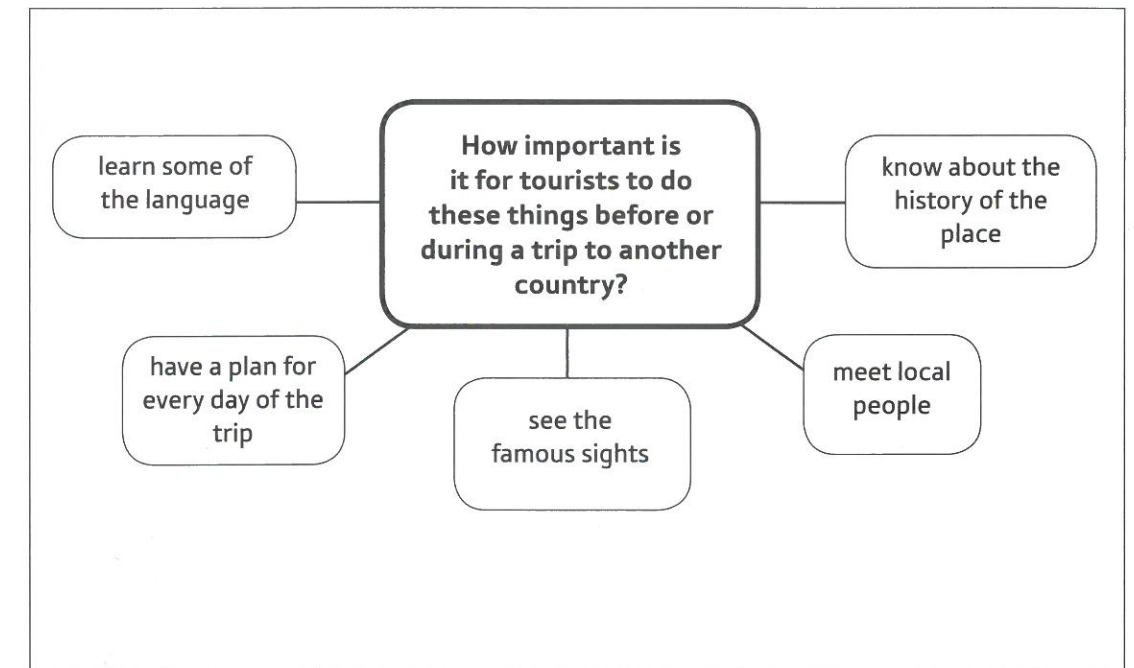 How important is
it for tourists to do
these things before or
during a trip to another
country?
learn some of
the language
know about the
history of the
place
have a plan for
every day of the
trip
see the
famous sights
meet local
people